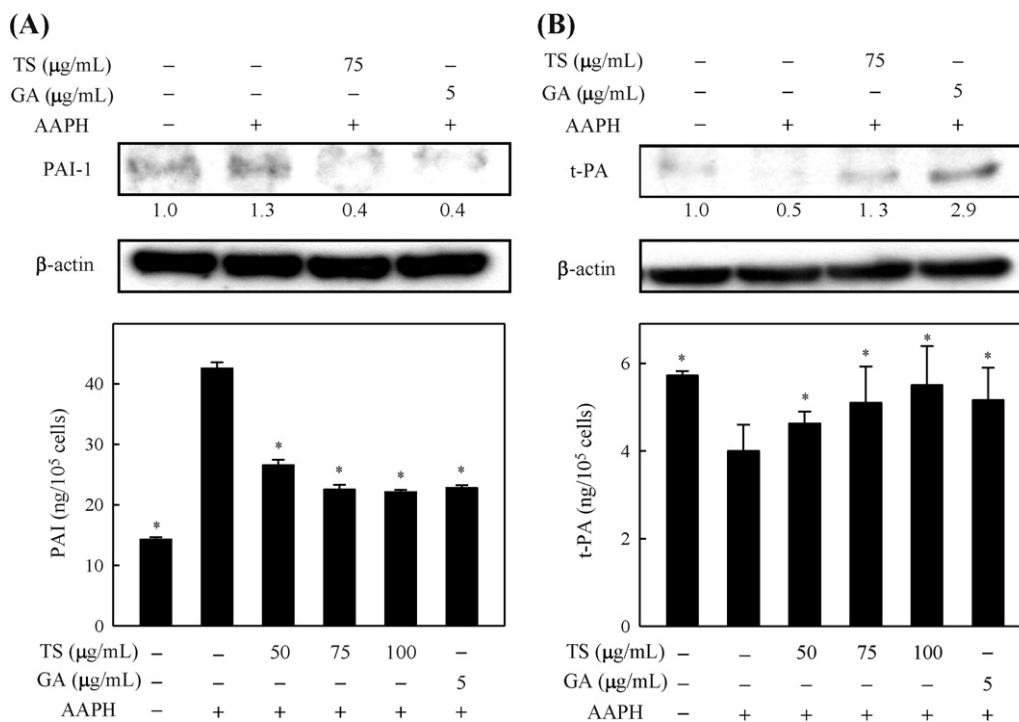 (A)
TS (μg/mL) – – 75 –
GA (μg/mL) – – – 5
AAPH – + + +
PAI-1
1.0 1.3 0.4 0.4
β-actin
PAI (ng/10⁵ cells)
40
30
20
10
0
* * * * *
TS (μg/mL) – – 50 75 100 –
GA (μg/mL) – – – – – 5
AAPH – + + + + +
(B)
TS (μg/mL) – – 75 –
GA (μg/mL) – – – 5
AAPH – + + +
t-PA
1.0 0.5 1. 3 2.9
β-actin
t-PA (ng/10⁵ cells)
6
4
2
0
* * * * *
TS (μg/mL) – – 50 75 100 –
GA (μg/mL) – – – – – 5
AAPH – + + + + +